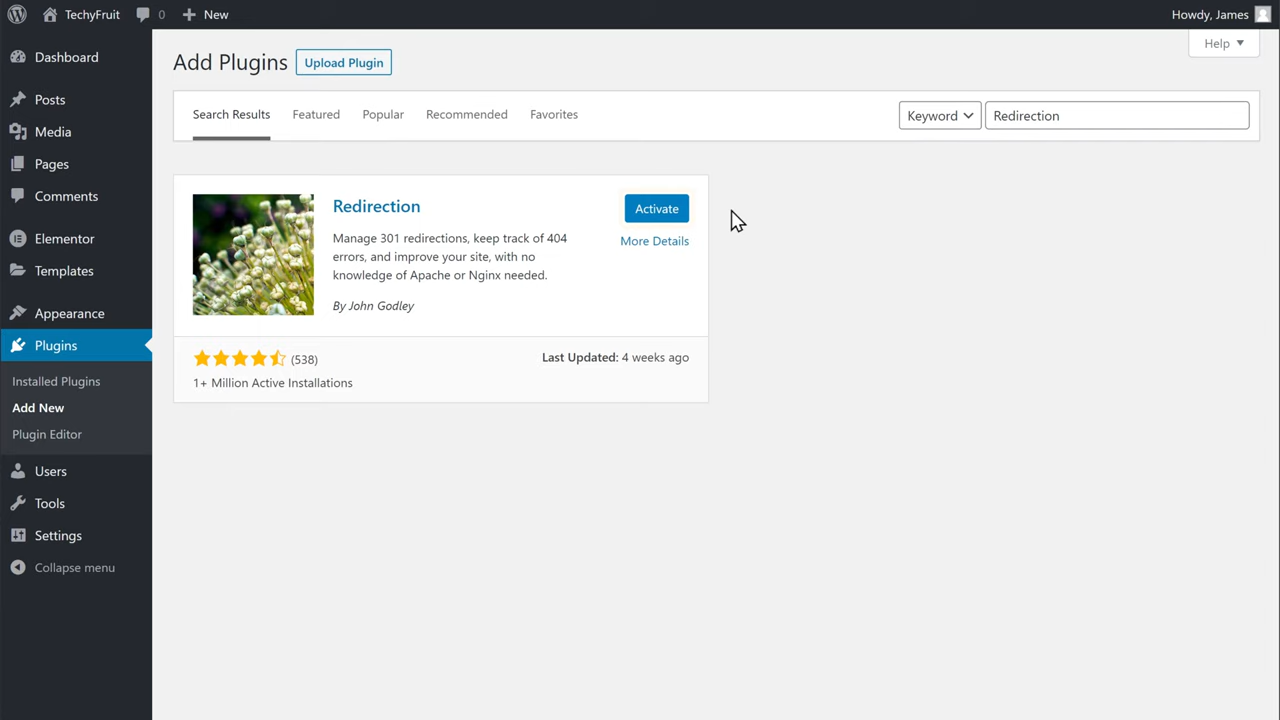 TechyFruit
0
New
Howdy, James
Dashboard
Posts
Media
Pages
Comments
Elementor
Templates
Appearance
Plugins
Installed Plugins
Add New
Plugin Editor
Users
Tools
Settings
Collapse menu
Help
Add Plugins
Upload Plugin
Search Results
Featured
Popular
Recommended
Favorites
Keyword
Redirection
Redirection
Activate
More Details
Manage 301 redirections, keep track of 404
errors, and improve your site, with no
knowledge of Apache or Nginx needed.
By John Godley
(538)
Last Updated: 4 weeks ago
1+ Million Active Installations